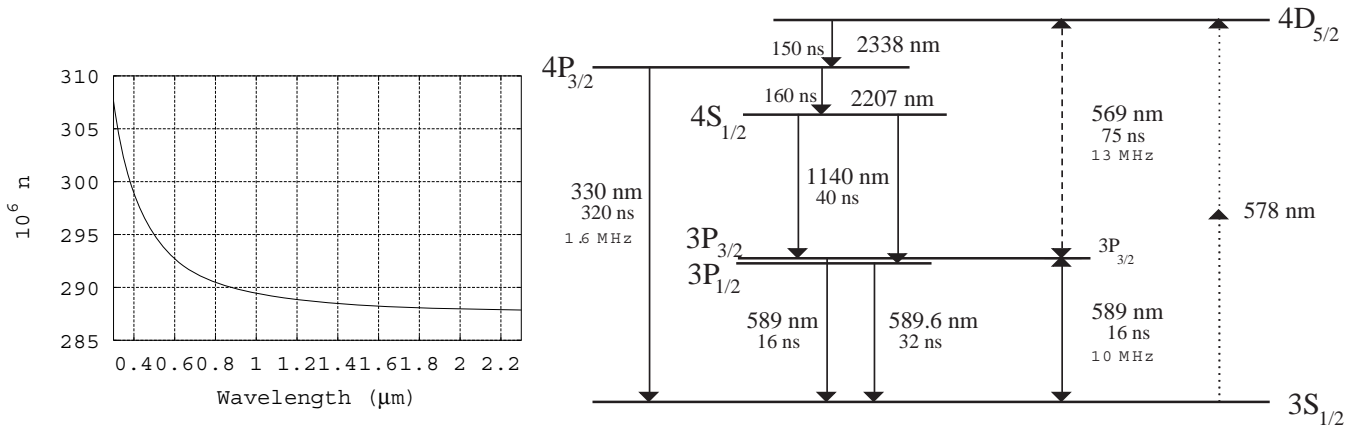 310
305
300
295
290
285
10⁶ n
0.4 0.6 0.8 1 1.2 1.4 1.6 1.8 2 2.2
Wavelength (μm)
4D5/2
150 ns
2338 nm
4P3/2
160 ns
2207 nm
4S1/2
569 nm
75 ns
13 MHz
330 nm
320 ns
1.6 MHz
1140 nm
40 ns
578 nm
3P3/2
3P3/2
3P1/2
589 nm
16 ns
589.6 nm
32 ns
589 nm
16 ns
10 MHz
3S1/2